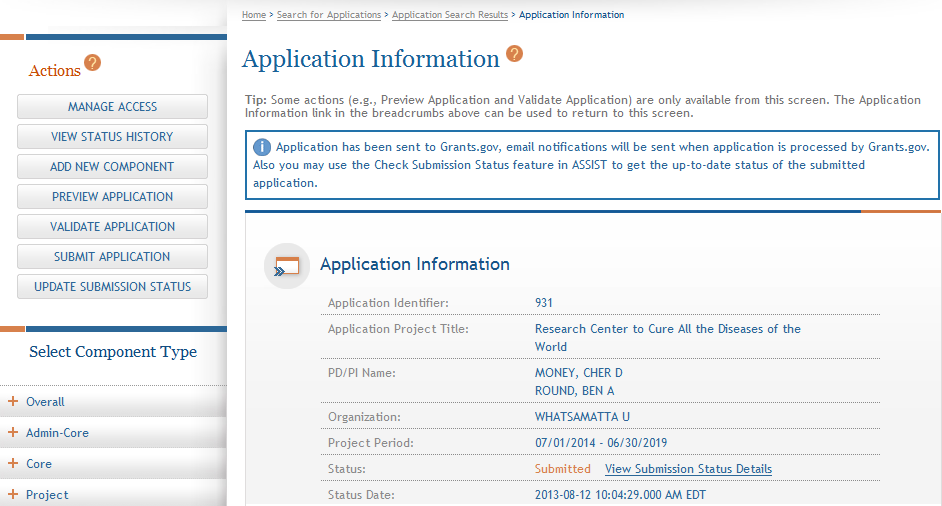 Home > Search for Applications > Application Search Results > Application Information
Actions ?
MANAGE ACCESS
VIEW STATUS HISTORY
ADD NEW COMPONENT
PREVIEW APPLICATION
VALIDATE APPLICATION
SUBMIT APPLICATION
UPDATE SUBMISSION STATUS
Select Component Type
+ Overall
+ Admin-Core
+ Core
+ Project
Application Information ?
Tip: Some actions (e.g., Preview Application and Validate Application) are only available from this screen. The Application
Information link in the breadcrumbs above can be used to return to this screen.
i Application has been sent to Grants.gov, email notifications will be sent when application is processed by Grants.gov.
Also you may use the Check Submission Status feature in ASSIST to get the up-to-date status of the submitted
application.
Application Information
Application Identifier: 931
Application Project Title: Research Center to Cure All the Diseases of the
World
PD/PI Name: MONEY, CHER D
ROUND, BEN A
Organization: WHATSAMATTA U
Project Period: 07/01/2014 - 06/30/2019
Status: Submitted View Submission Status Details
Status Date: 2013-08-12 10:04:29.000 AM EDT